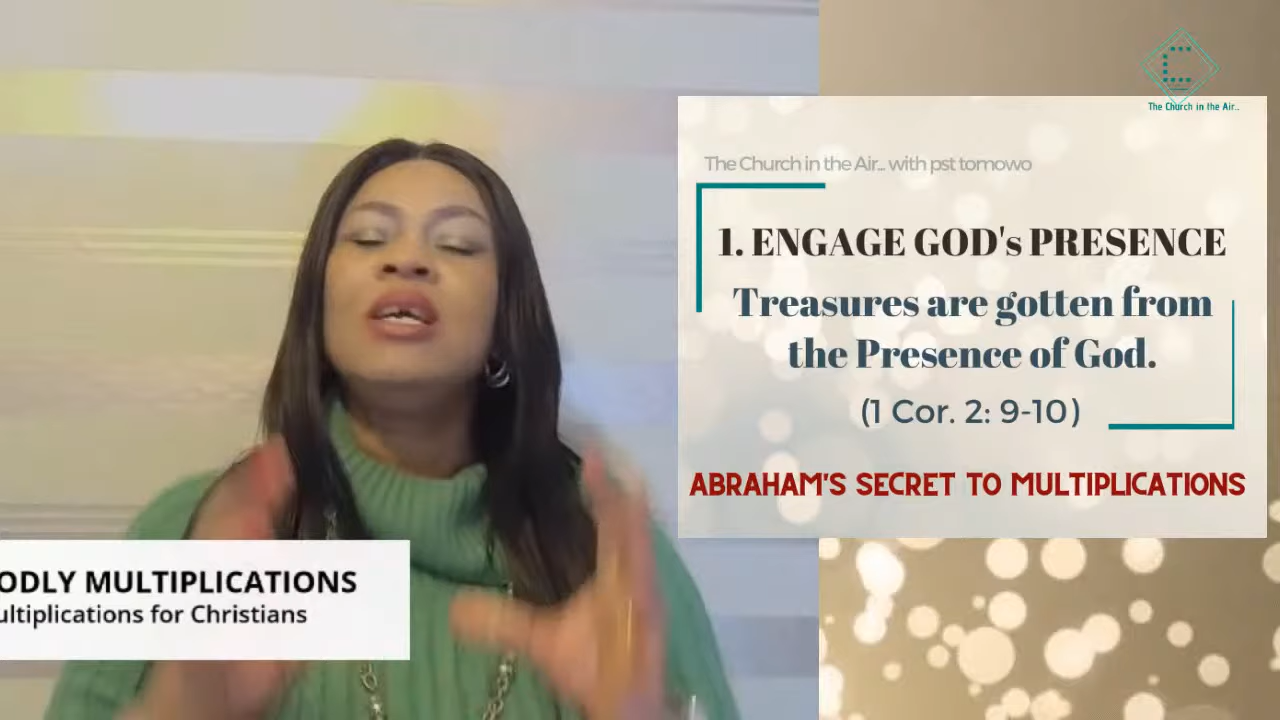 The Church in the Air...
The Church in the Air... with pst tomowo
1. ENGAGE GOD's PRESENCE
Treasures are gotten from
the Presence of God.
(1 Cor. 2: 9-10)
ABRAHAM'S SECRET TO MULTIPLICATIONS
ODLY MULTIPLICATIONS
ultiplications for Christians